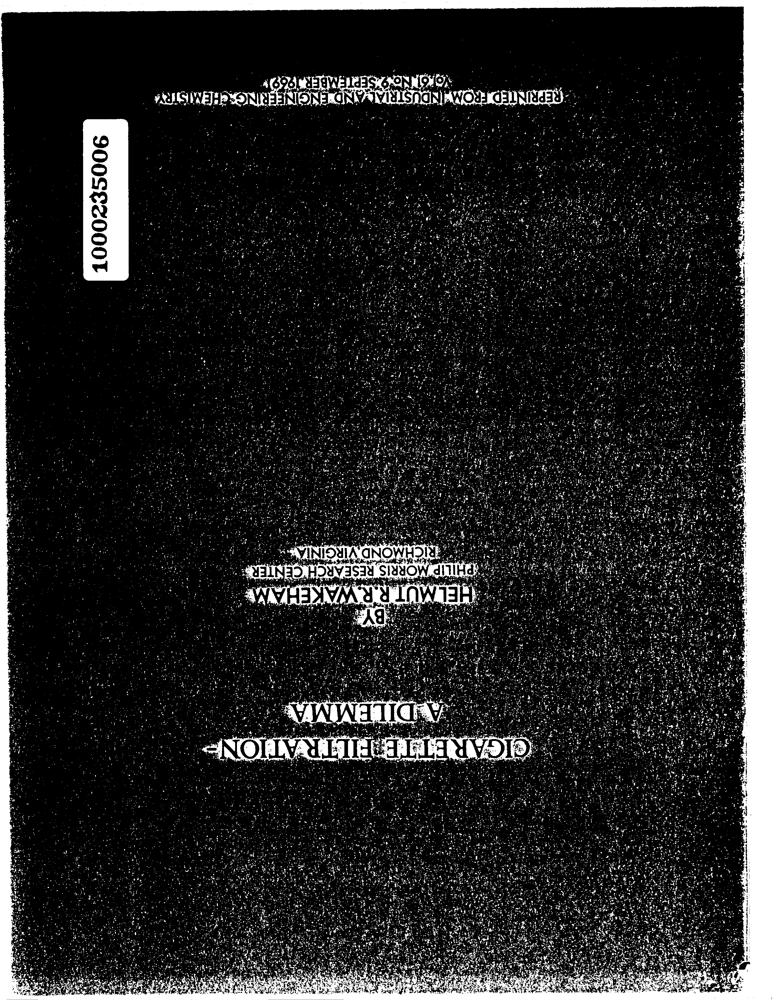 CIGARETTE FILTRATION-
A DILEMMA
BY
HELMUT R.R. WAKEHAM
PHILIP MORRIS RESEARCH CENTER
RICHMOND, VIRGINIA
REPRINTED FROM, INDUSTRIAL AND ENGINEERING CHEMISTRY
VOL.61, NO. 9, SEPTEMBER 1969
1000235006